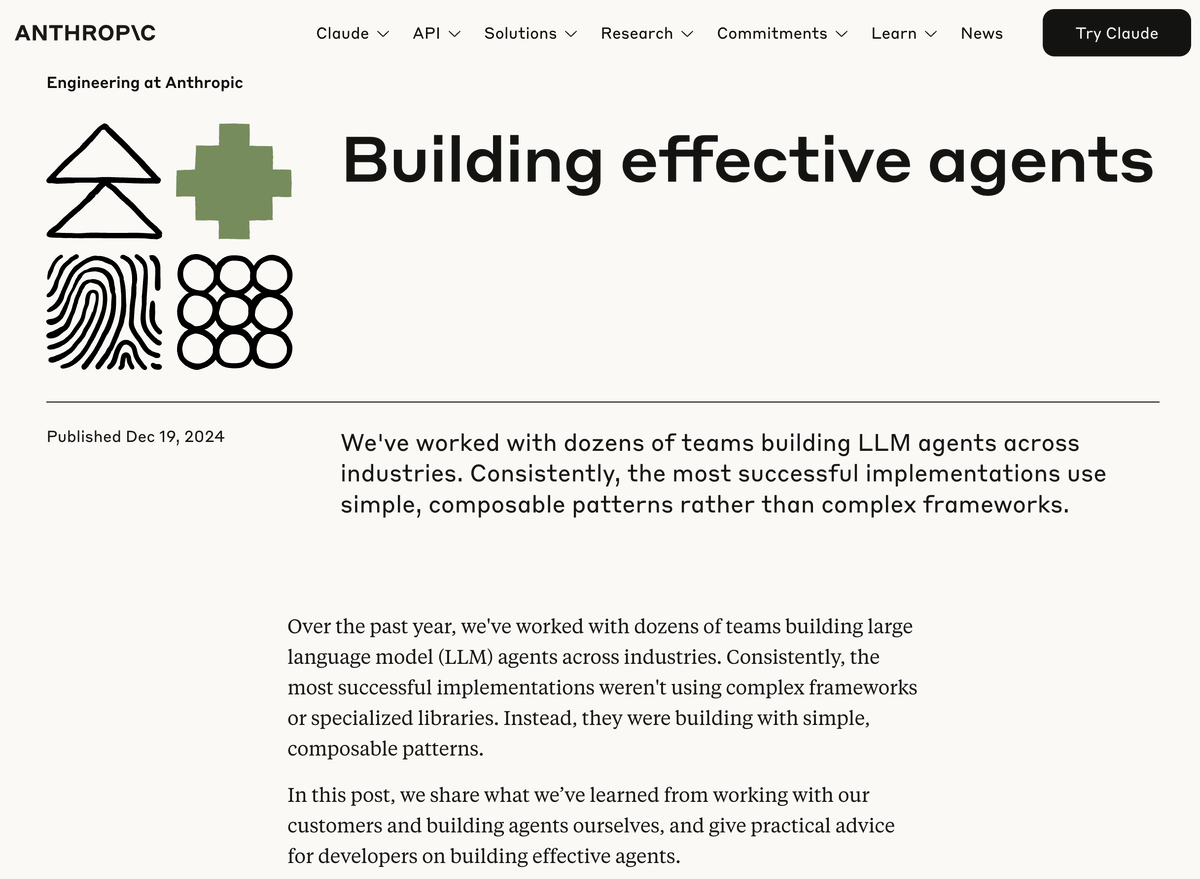 ANTHROP\C
Claude
API
Solutions
Research
Commitments
Learn
News
Try Claude
Engineering at Anthropic
Building effective agents
Published Dec 19, 2024
We've worked with dozens of teams building LLM agents across
industries. Consistently, the most successful implementations use
simple, composable patterns rather than complex frameworks.
Over the past year, we've worked with dozens of teams building large
language model (LLM) agents across industries. Consistently, the
most successful implementations weren't using complex frameworks
or specialized libraries. Instead, they were building with simple,
composable patterns.
In this post, we share what we’ve learned from working with our
customers and building agents ourselves, and give practical advice
for developers on building effective agents.